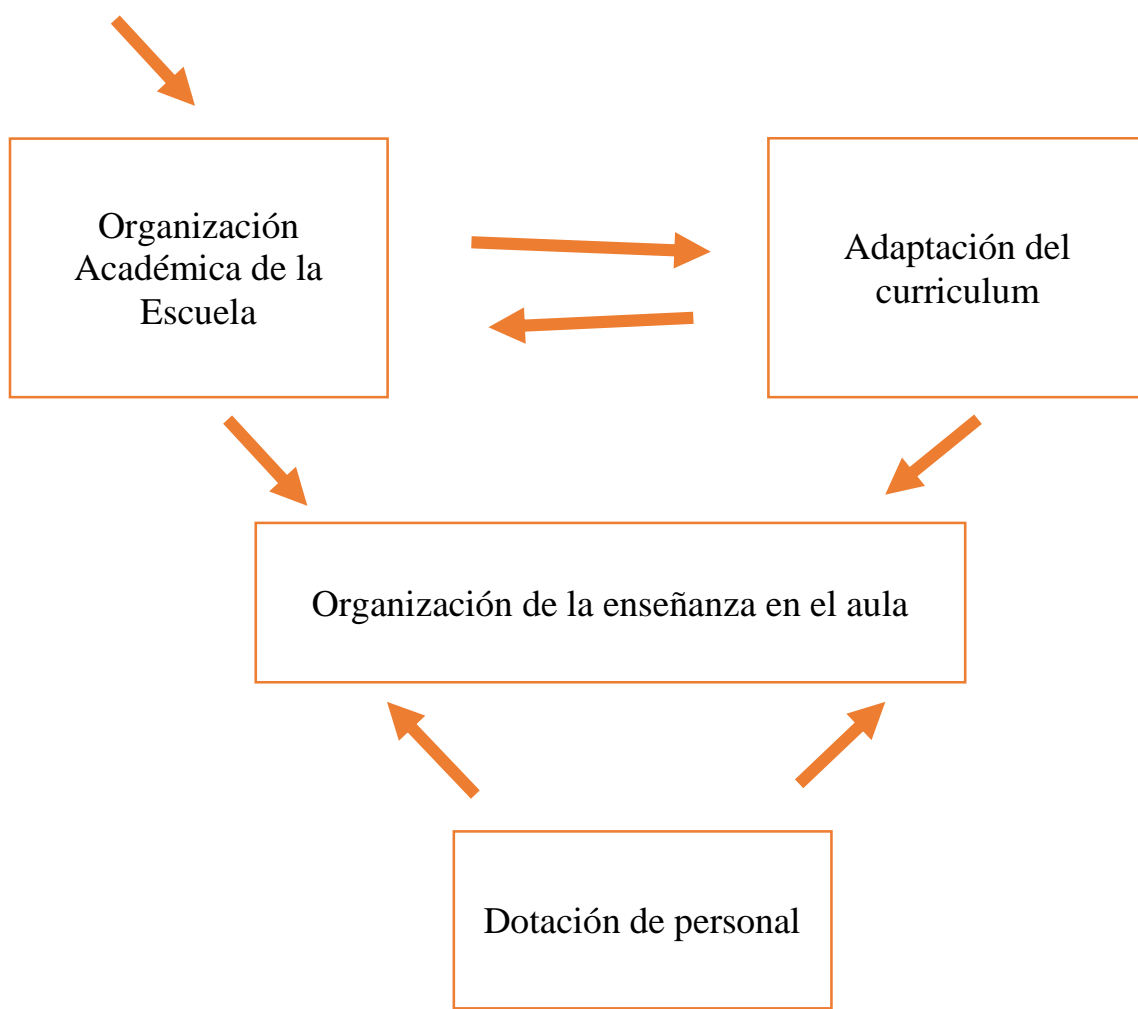 Organización
Académica de la
Escuela
Adaptación del
curriculum
Organización de la enseñanza en el aula
Dotación de personal